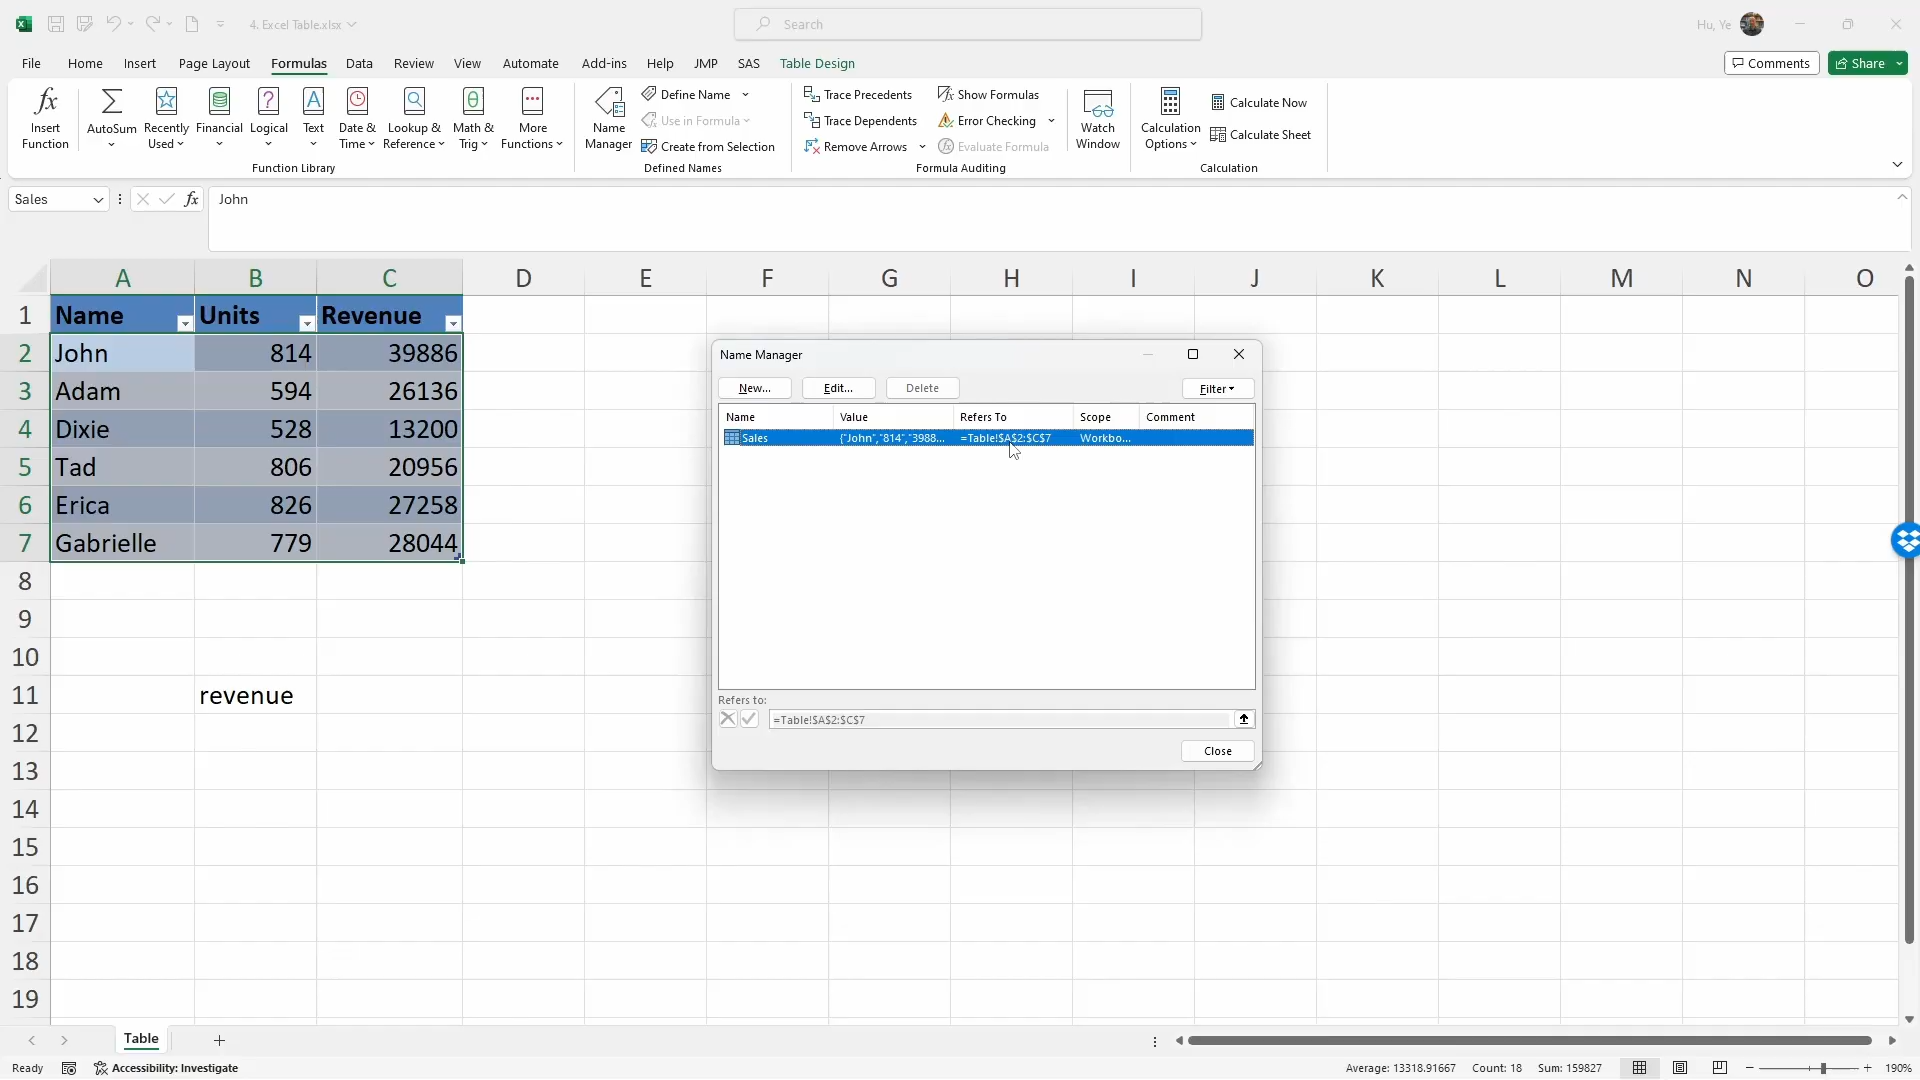 4. Excel Table.xlsx
Search
Hu, Ye
File Home Insert Page Layout Formulas Data Review View Automate Add-ins Help JMP SAS Table Design
Comments Share
Insert Function
AutoSum
Recently Used
Financial
Logical
Text
Date & Time
Lookup & Reference
Math & Trig
More Functions
Function Library
Name Manager
Define Name
Use in Formula
Create from Selection
Defined Names
Trace Precedents
Trace Dependents
Remove Arrows
Show Formulas
Error Checking
Evaluate Formula
Formula Auditing
Watch Window
Calculation Options
Calculate Now
Calculate Sheet
Calculation
Sales fx John
A B C D E F G H I J K L M N O
1 Name Units Revenue
2 John 814 39886
3 Adam 594 26136
4 Dixie 528 13200
5 Tad 806 20956
6 Erica 826 27258
7 Gabrielle 779 28044
8
9
10
11 revenue
12
13
14
15
16
17
18
19
Name Manager
New... Edit... Delete Filter
Name Value Refers To Scope Comment
Sales {"John","814","3988... =Table!$A$2:$C$7 Workbo...
Refers to:
=Table!$A$2:$C$7
Close
Table
Ready Accessibility: Investigate Average: 13318.91667 Count: 18 Sum: 159827 190%